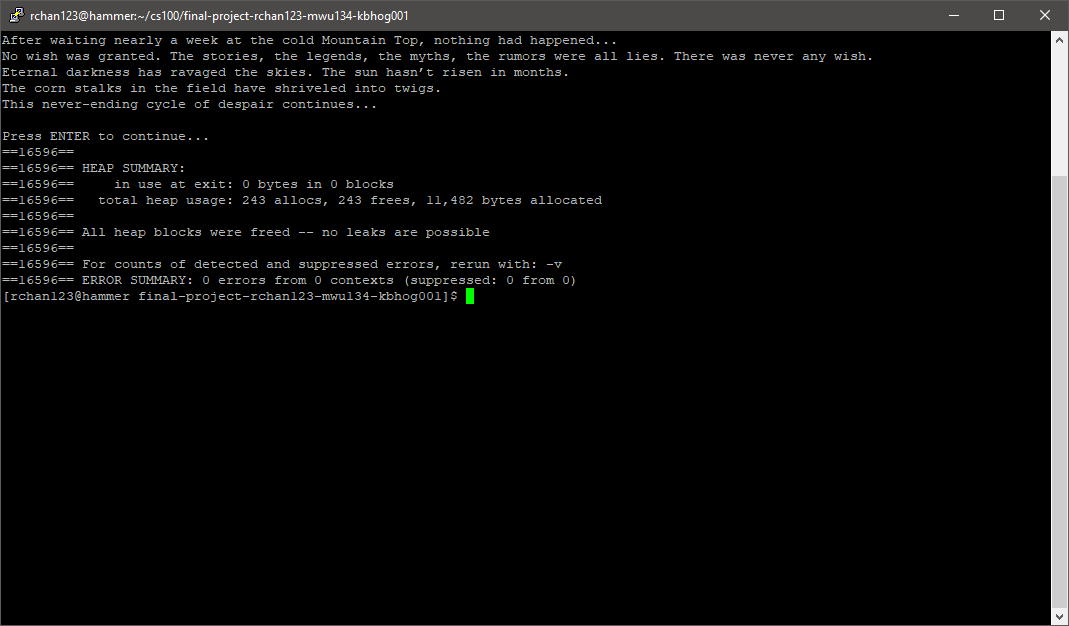 rchan123@hammer:~/cs100/final-project-rchan123-mwu134-kbhog001
After waiting nearly a week at the cold Mountain Top, nothing had happened...
No wish was granted. The stories, the legends, the myths, the rumors were all lies. There was never any wish.
Eternal darkness has ravaged the skies. The sun hasn’t risen in months.
The corn stalks in the field have shriveled into twigs.
This never-ending cycle of despair continues...
Press ENTER to continue...
==16596==
==16596== HEAP SUMMARY:
==16596==     in use at exit: 0 bytes in 0 blocks
==16596==   total heap usage: 243 allocs, 243 frees, 11,482 bytes allocated
==16596==
==16596== All heap blocks were freed -- no leaks are possible
==16596==
==16596== For counts of detected and suppressed errors, rerun with: -v
==16596== ERROR SUMMARY: 0 errors from 0 contexts (suppressed: 0 from 0)
[rchan123@hammer final-project-rchan123-mwu134-kbhog001]$